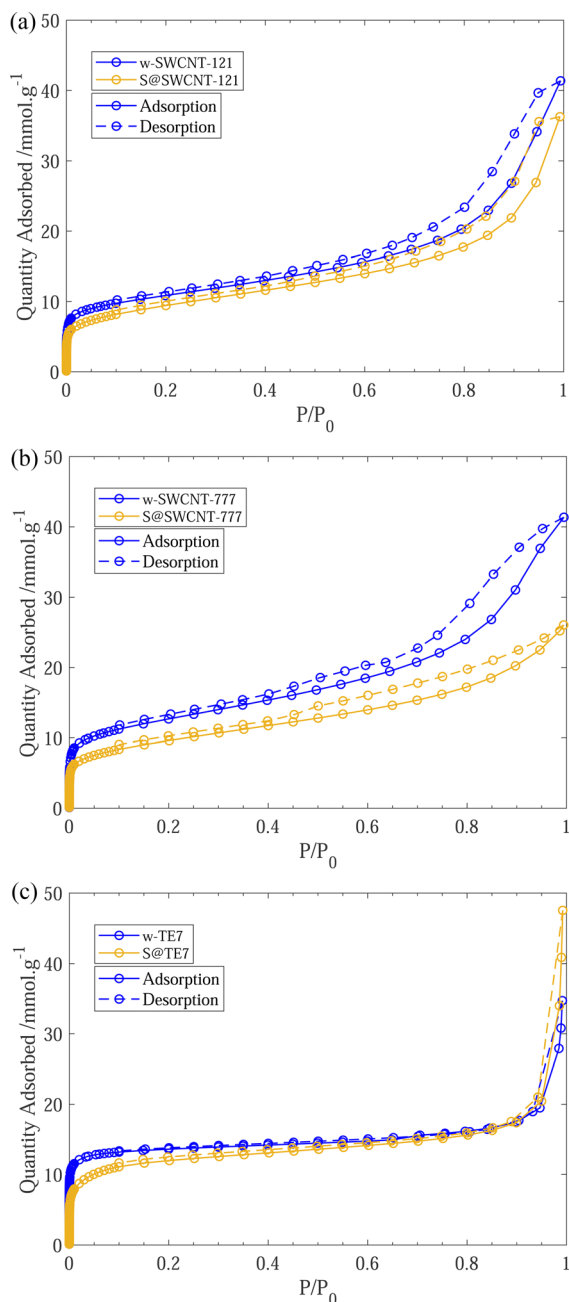 (a)
50
40
30
20
10
0
Quantity Adsorbed /mmol.g⁻¹
w-SWCNT-121
S@SWCNT-121
Adsorption
Desorption
0 0.2 0.4 0.6 0.8 1
P/P₀
(b)
50
40
30
20
10
0
Quantity Adsorbed /mmol.g⁻¹
w-SWCNT-777
S@SWCNT-777
Adsorption
Desorption
0 0.2 0.4 0.6 0.8 1
P/P₀
(c)
50
40
30
20
10
0
Quantity Adsorbed /mmol.g⁻¹
w-TE7
S@TE7
Adsorption
Desorption
0 0.2 0.4 0.6 0.8 1
P/P₀